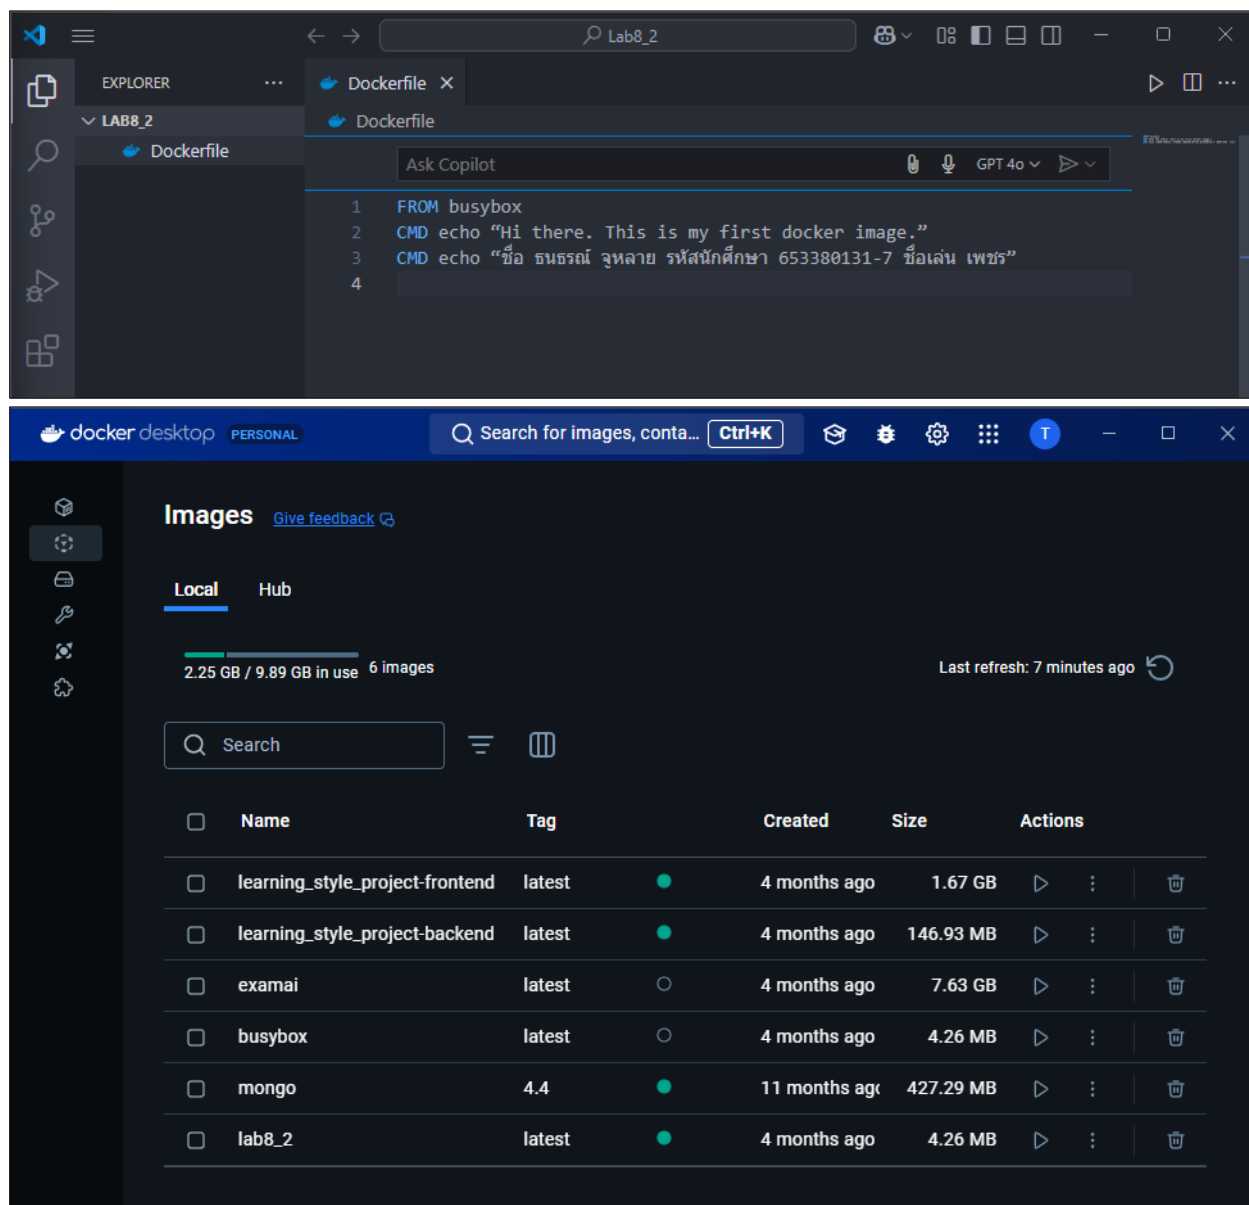 Lab8_2
EXPLORER
Dockerfile
LAB8_2
Dockerfile
Dockerfile
Ask Copilot
GPT 4o
1 FROM busybox
2 CMD echo “Hi there. This is my first docker image.”
3 CMD echo “ชื่อ ธนธรณ์ จูหลาย รหัสนักศึกษา 653380131-7 ชื่อเล่น เพชร”
4
docker desktop PERSONAL
Search for images, conta... Ctrl+K
T
Images Give feedback
Local Hub
2.25 GB / 9.89 GB in use 6 images
Last refresh: 7 minutes ago
Search
Name Tag Created Size Actions
learning_style_project-frontend latest 4 months ago 1.67 GB
learning_style_project-backend latest 4 months ago 146.93 MB
examai latest 4 months ago 7.63 GB
busybox latest 4 months ago 4.26 MB
mongo 4.4 11 months ago 427.29 MB
lab8_2 latest 4 months ago 4.26 MB